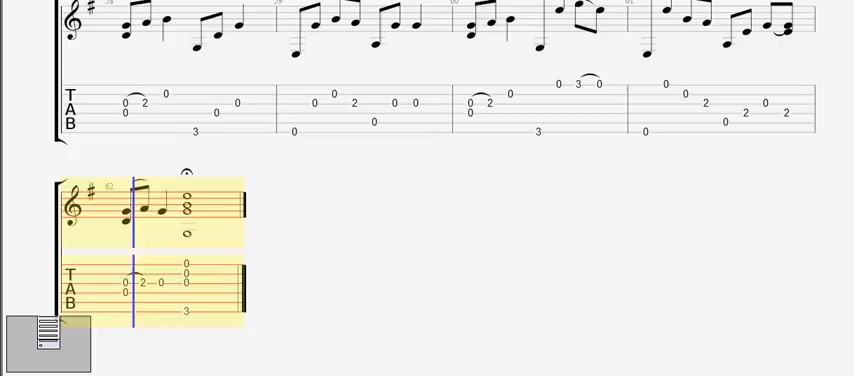 0 3 0 0
T 0 0 0 0
0 2 0 0 2 0 0 0 2 2 0
A 0 0 0 2 2
B 0 0
3 0 3 0
62
0
T 0
0 2 0 0
A 0
B
3